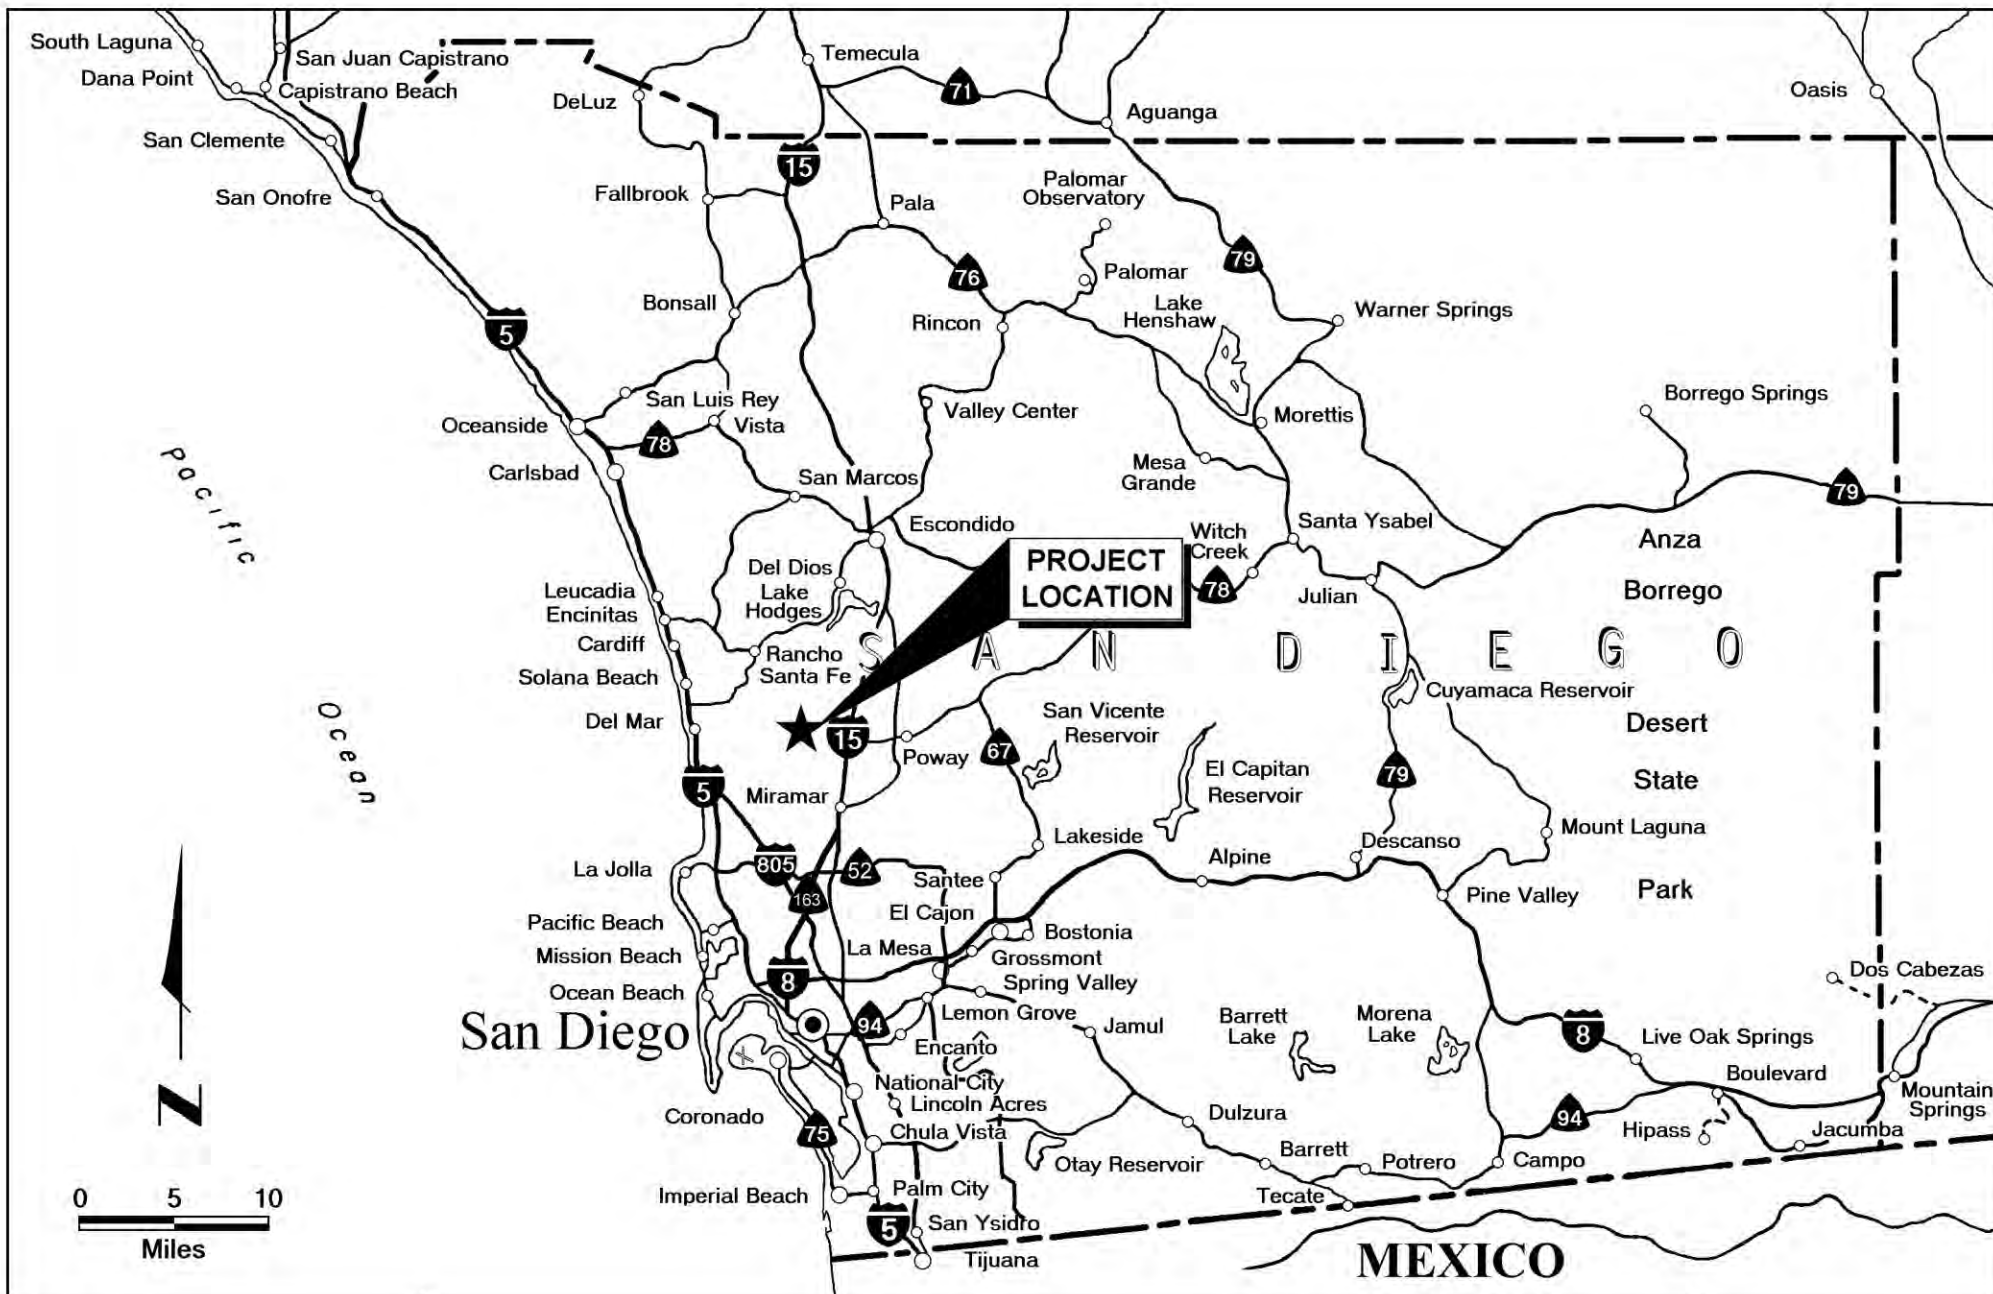 South Laguna
San Juan Capistrano
Dana Point
Capistrano Beach
San Clemente
San Onofre
Temecula
71
DeLuz
Aguanga
Oasis
15
Fallbrook
Pala
Palomar
Observatory
79
76
Palomar
Lake
Henshaw
Warner Springs
Bonsall
Rincon
5
San Luis Rey
Valley Center
Borrego Springs
Oceanside
Vista
78
Morettis
Carlsbad
San Marcos
Mesa
Grande
79
Pacific
Ocean
Escondido
Witch
Creek
Santa Ysabel
PROJECT
LOCATION
78
Julian
Anza
Borrego
Desert
State
Park
Del Dios
Lake
Hodges
Leucadia
Encinitas
Cardiff
Rancho
Santa Fe
SAN DIEGO
Solana Beach
Cuyamaca Reservoir
Del Mar
15
Poway
67
San Vicente
Reservoir
El Capitan
Reservoir
79
5
Miramar
Lakeside
Alpine
Descanso
Mount Laguna
La Jolla
805
52
163
Santee
Pine Valley
El Cajon
Pacific Beach
Bostonia
La Mesa
Mission Beach
Grossmont
8
Spring Valley
Dos Cabezas
Ocean Beach
Lemon Grove
San Diego
94
Encanto
Jamul
Barrett
Lake
Morena
Lake
8
Live Oak Springs
National City
Boulevard
Mountain
Springs
Coronado
Lincoln Acres
75
Chula Vista
Dulzura
94
Hipass
Jacumba
Otay Reservoir
Barrett
Potrero
Campo
Imperial Beach
Palm City
Tecate
5
San Ysidro
Tijuana
MEXICO
N
0 5 10
Miles